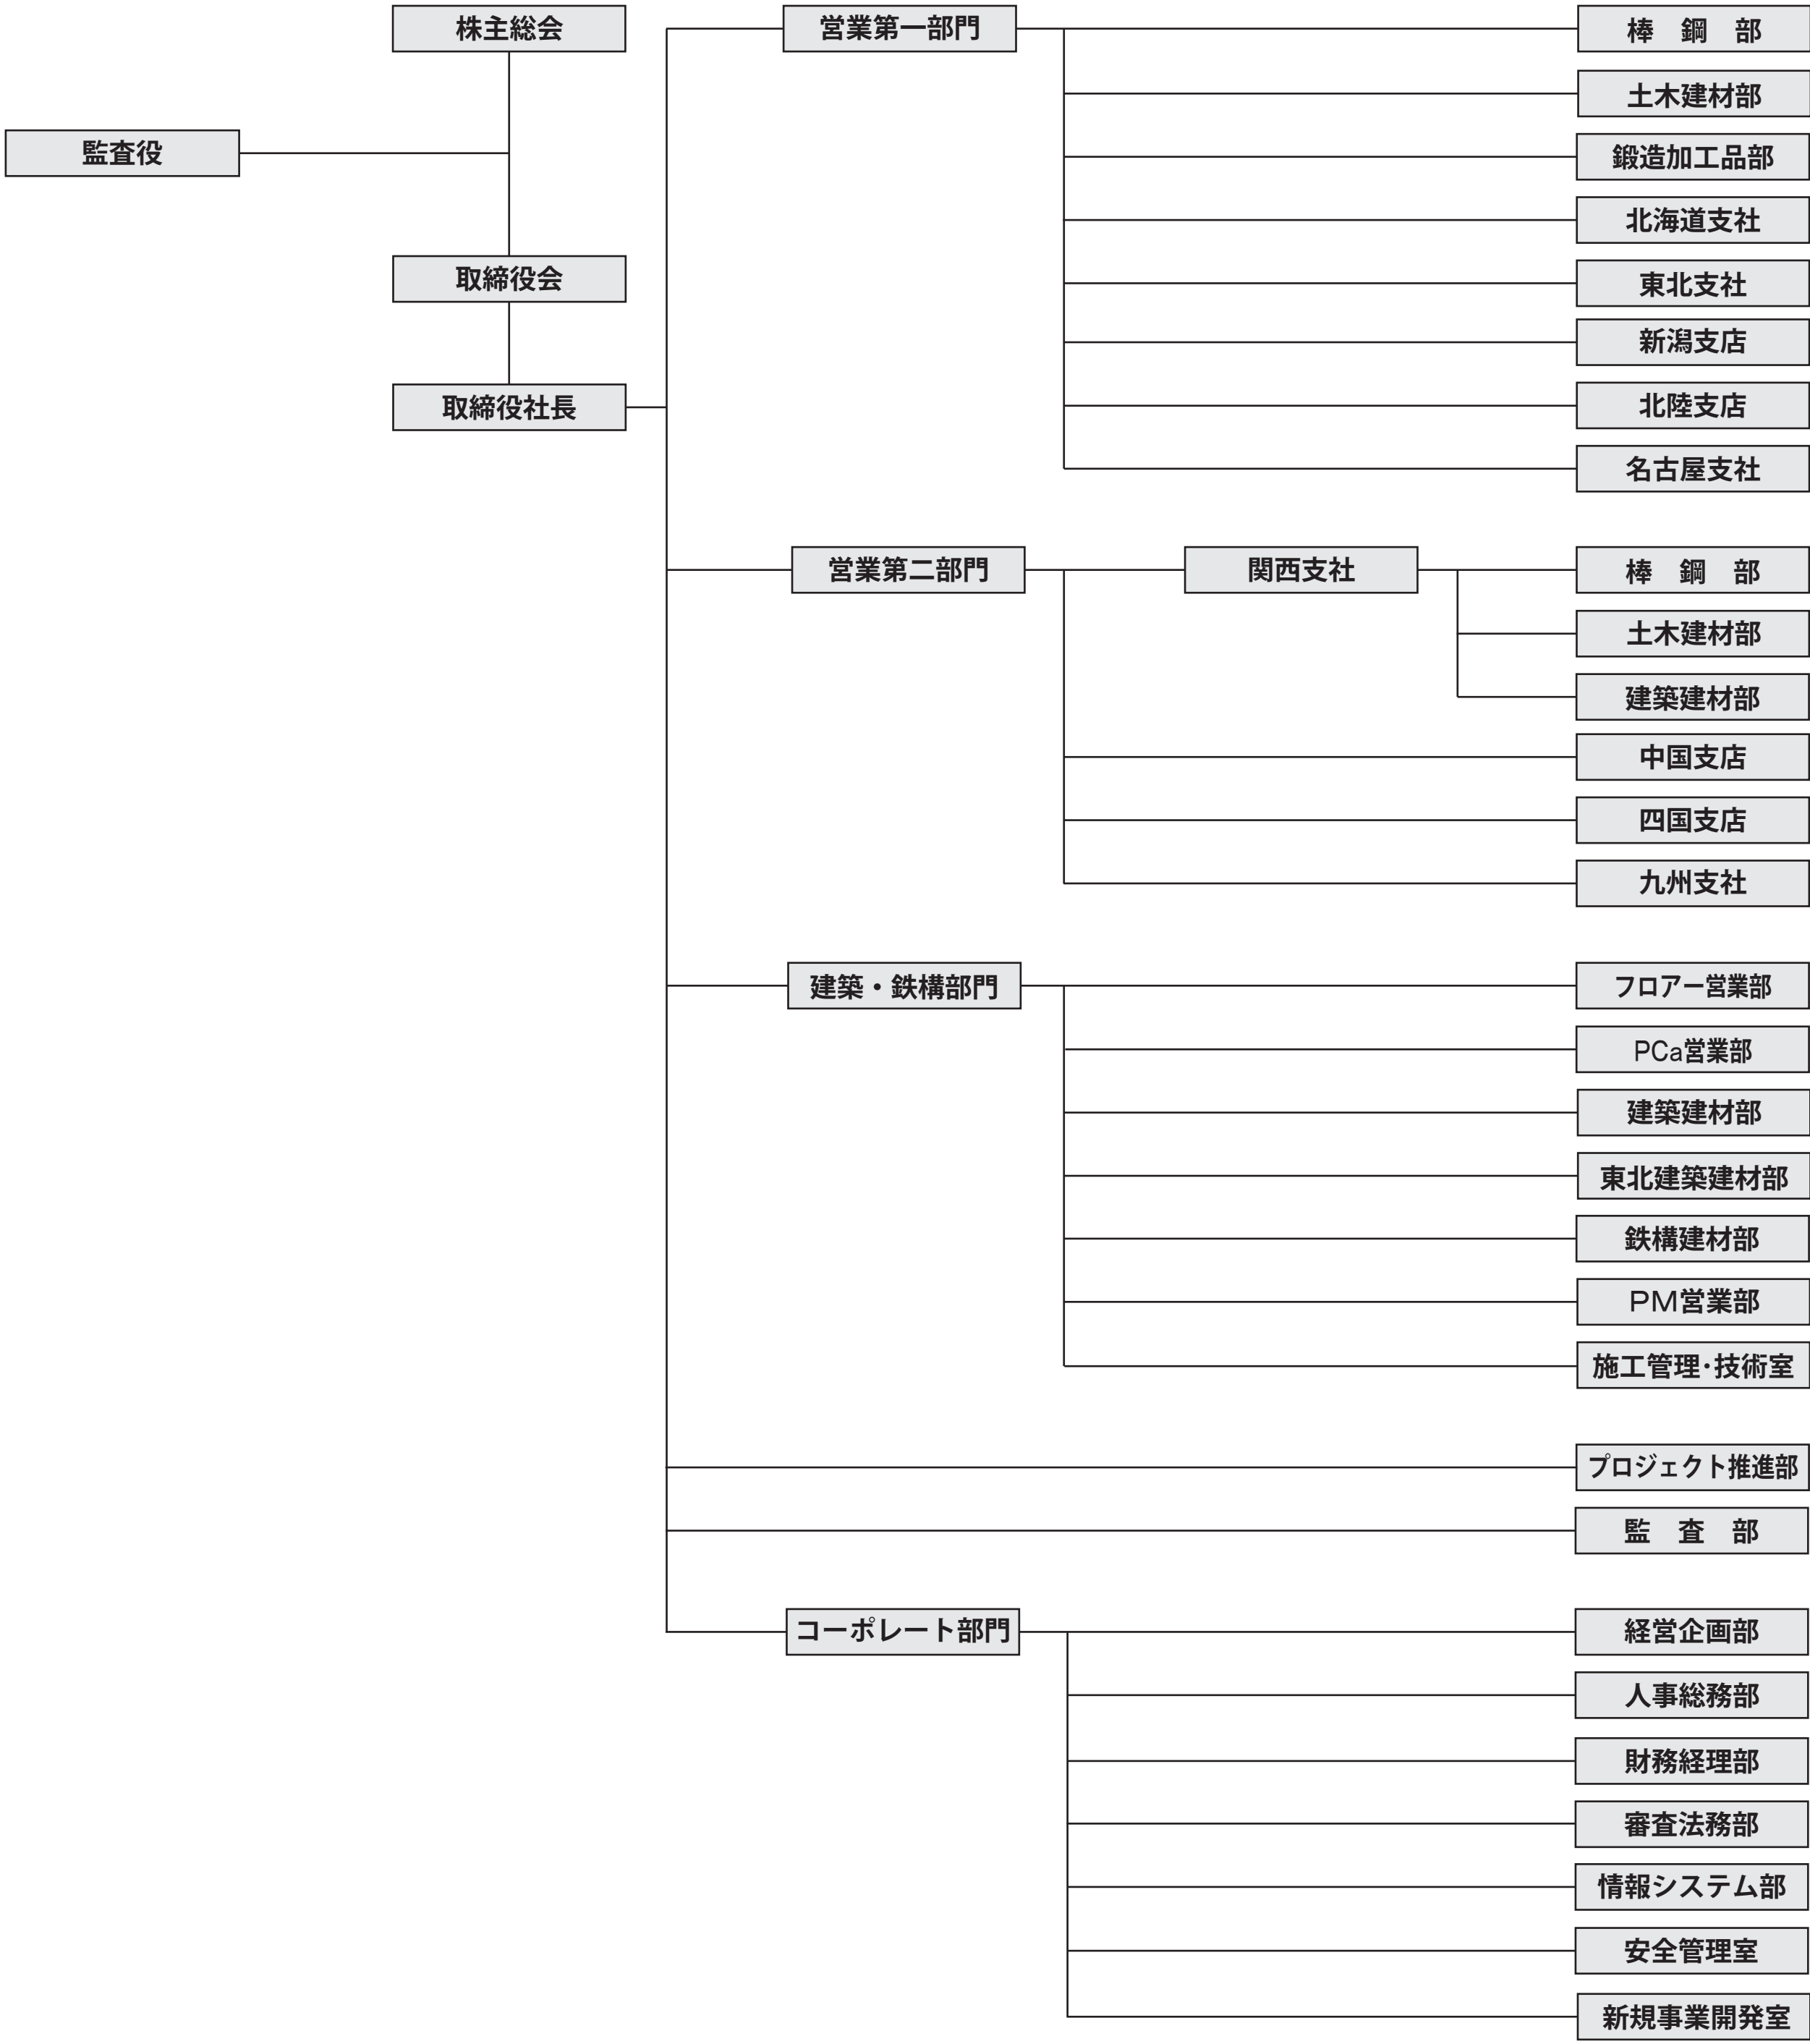 株主総会
監査役
取締役会
取締役社長
営業第一部門
棒　鋼　部
土木建材部
鍛造加工品部
北海道支社
東北支社
新潟支店
北陸支店
名古屋支社
営業第二部門
関西支社
棒　鋼　部
土木建材部
建築建材部
中国支店
四国支店
九州支社
建築・鉄構部門
フロアー営業部
PCa営業部
建築建材部
東北建築建材部
鉄構建材部
PM営業部
施工管理・技術室
プロジェクト推進部
監　査　部
コーポレート部門
経営企画部
人事総務部
財務経理部
審査法務部
情報システム部
安全管理室
新規事業開発室